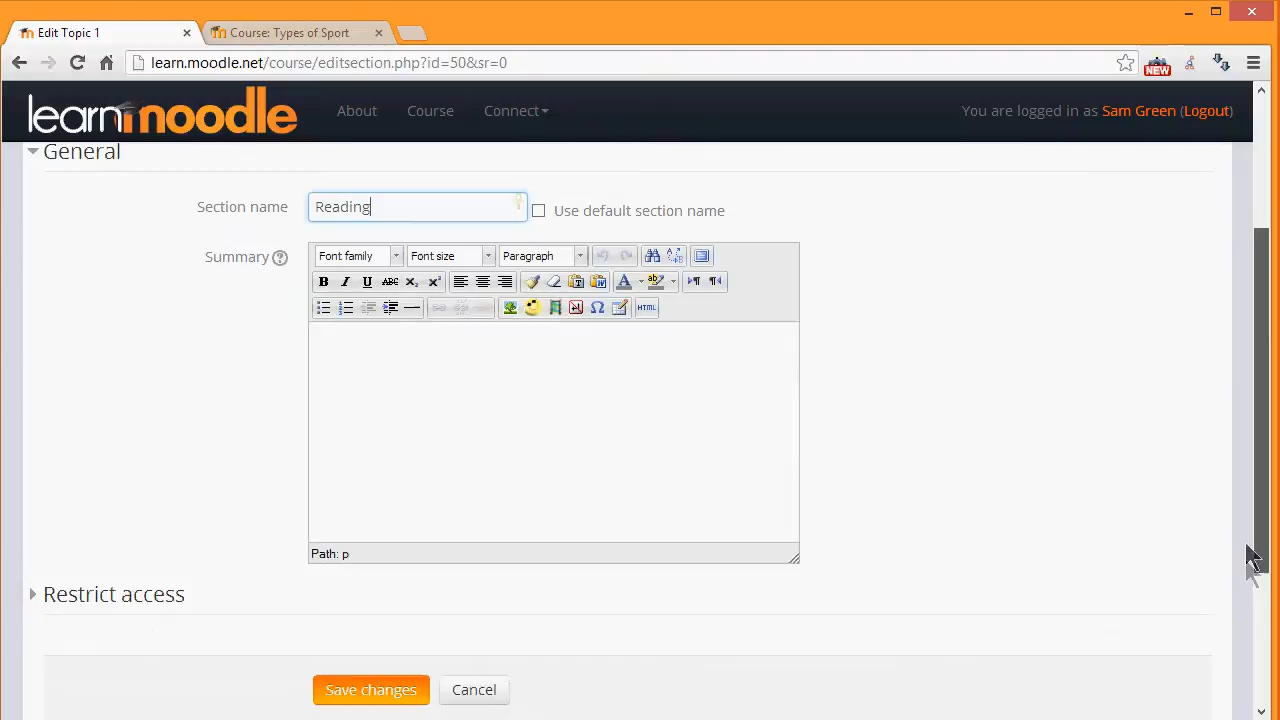 Edit Topic 1
Course: Types of Sport
learn.moodle.net/course/editsection.php?id=50&sr=0
NEW
learn moodle
About
Course
Connect
You are logged in as Sam Green (Logout)
General
Section name
Reading
Use default section name
Summary
Font family
Font size
Paragraph
B I U ABC x₂ x²
HTML
Path: p
Restrict access
Save changes
Cancel